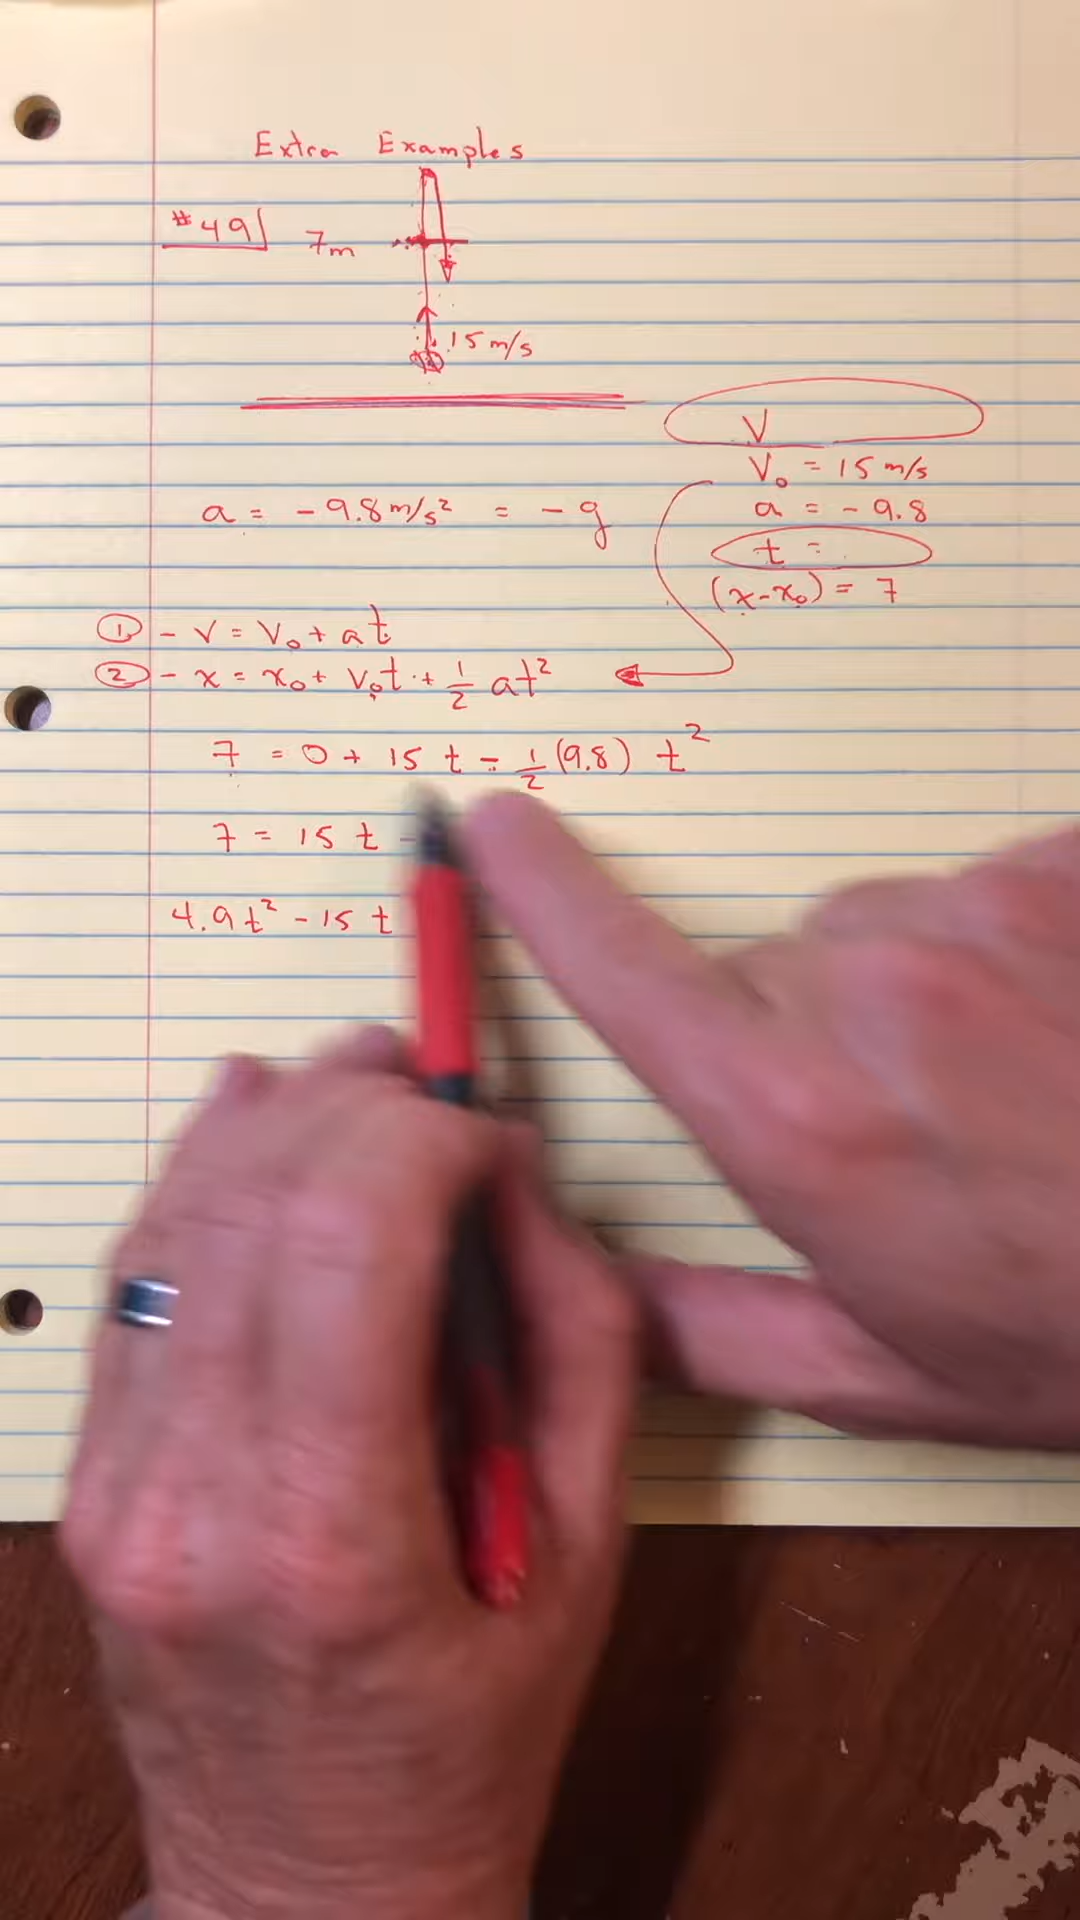 Extra Examples
#49
7m
15 m/s
V
V₀ = 15 m/s
a = -9.8 m/s² = -g
a = -9.8
t =
(x-x₀) = 7
① - V = V₀ + at
② - x = x₀ + V₀t + 1/2 at²
7 = 0 + 15 t - 1/2 (9.8) t²
7 = 15 t -
4.9t² - 15 t